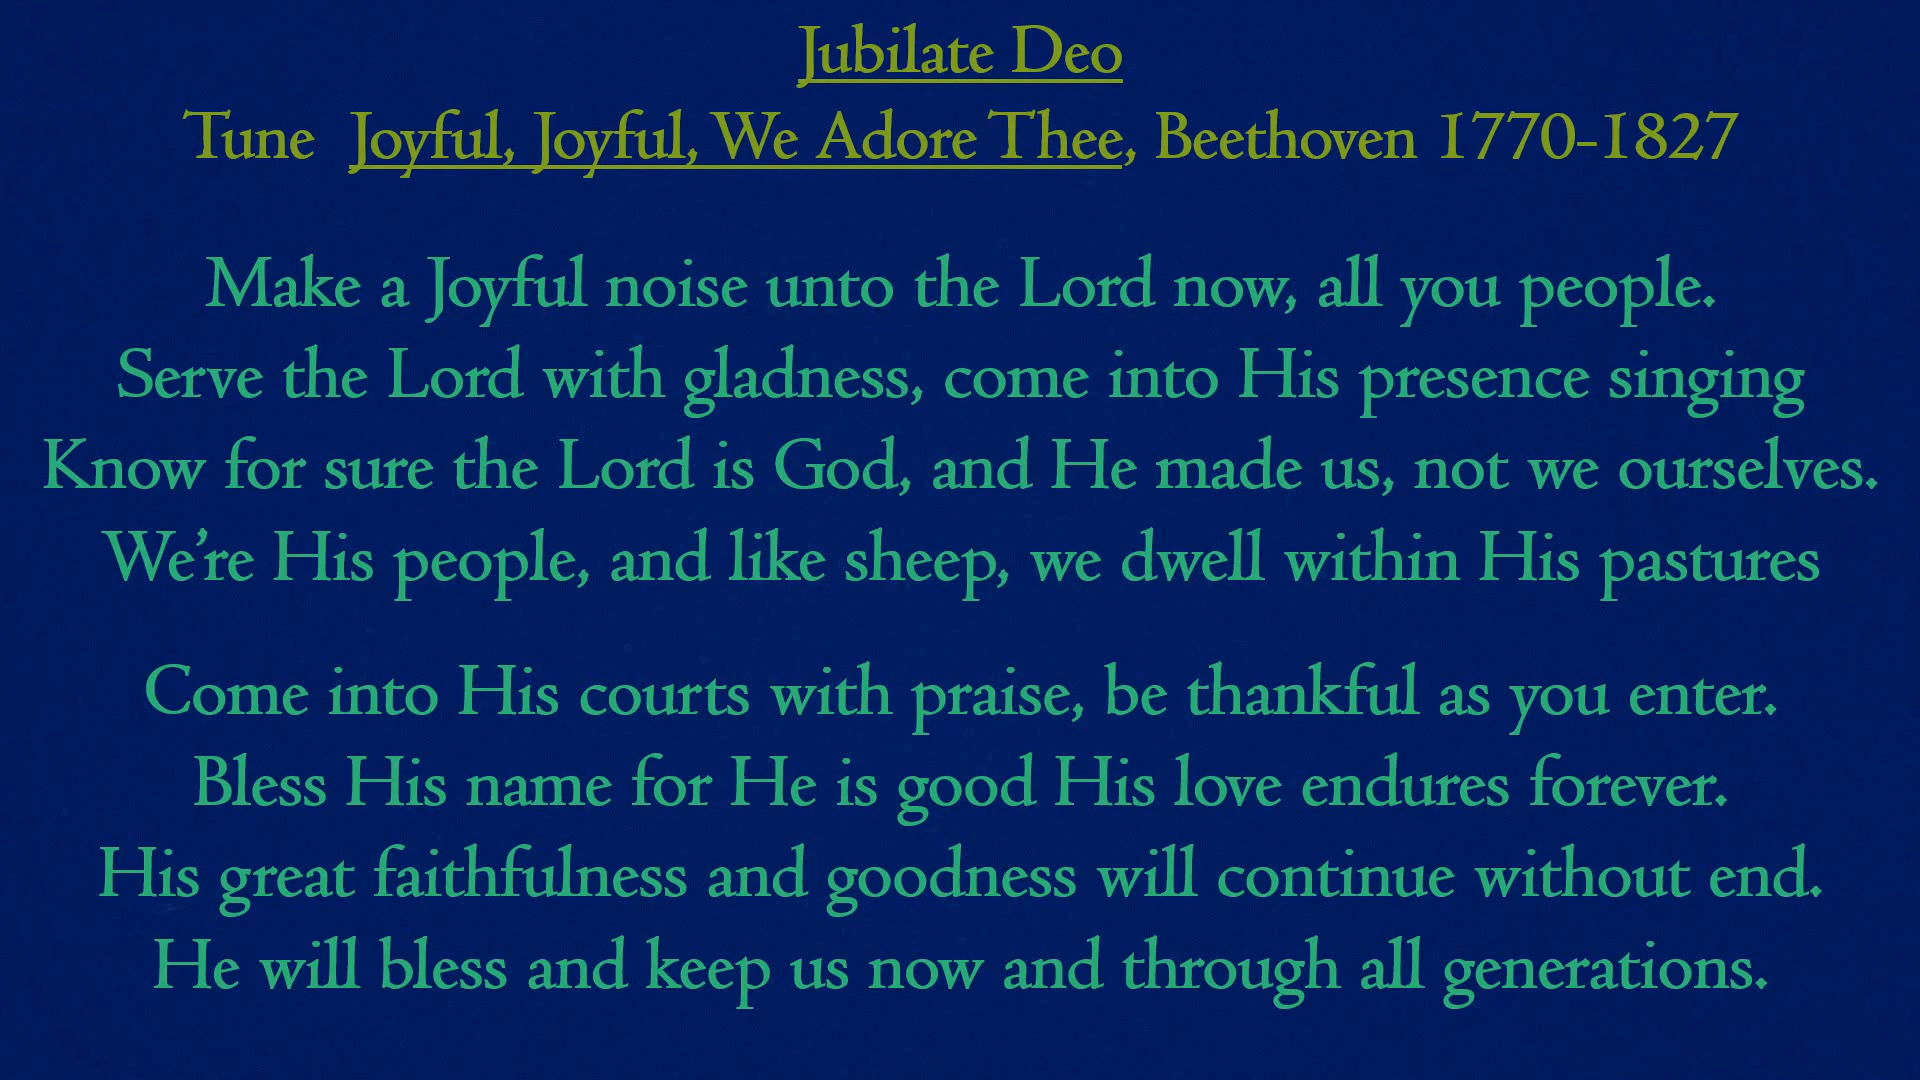 Jubilate Deo
Tune Joyful, Joyful, We Adore Thee, Beethoven 1770-1827
Make a Joyful noise unto the Lord now, all you people.
Serve the Lord with gladness, come into His presence singing
Know for sure the Lord is God, and He made us, not we ourselves.
We’re His people, and like sheep, we dwell within His pastures
Come into His courts with praise, be thankful as you enter.
Bless His name for He is good His love endures forever.
His great faithfulness and goodness will continue without end.
He will bless and keep us now and through all generations.